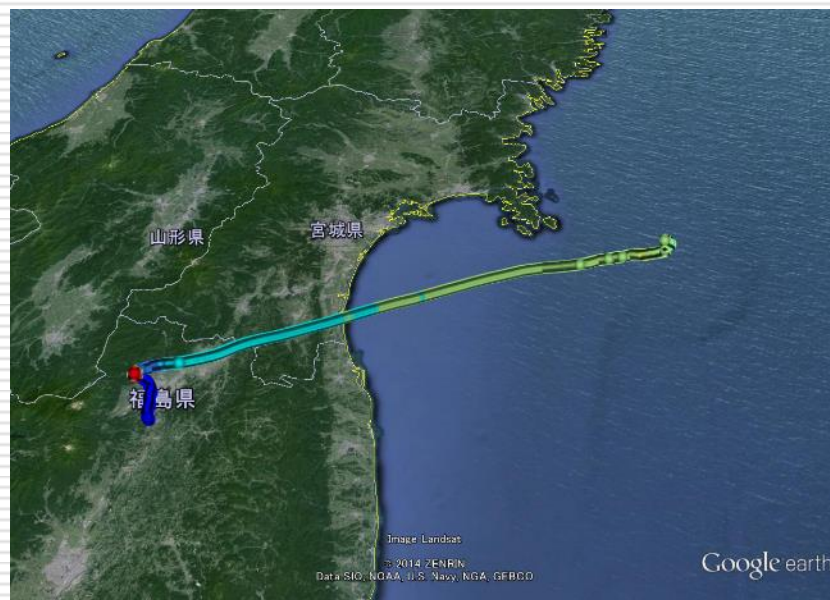 山形県
宮城県
福島県
Image Landsat
© 2014 ZENRIN
Data SIO, NOAA, U.S. Navy, NGA, GEBCO
Google earth